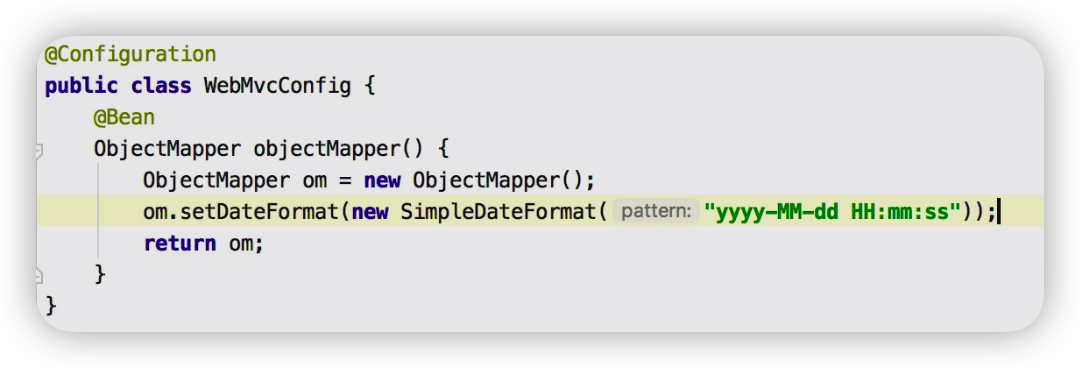 @Configuration
public class WebMvcConfig {
    @Bean
    ObjectMapper objectMapper() {
        ObjectMapper om = new ObjectMapper();
        om.setDateFormat(new SimpleDateFormat( pattern: "yyyy-MM-dd HH:mm:ss"));
        return om;
    }
}